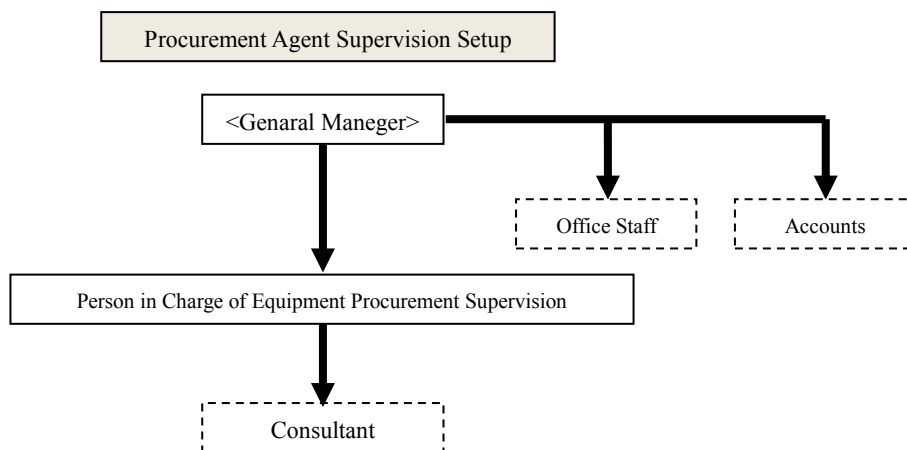 Procurement Agent Supervision Setup
<Genaral Maneger>
Office Staff
Accounts
Person in Charge of Equipment Procurement Supervision
Consultant